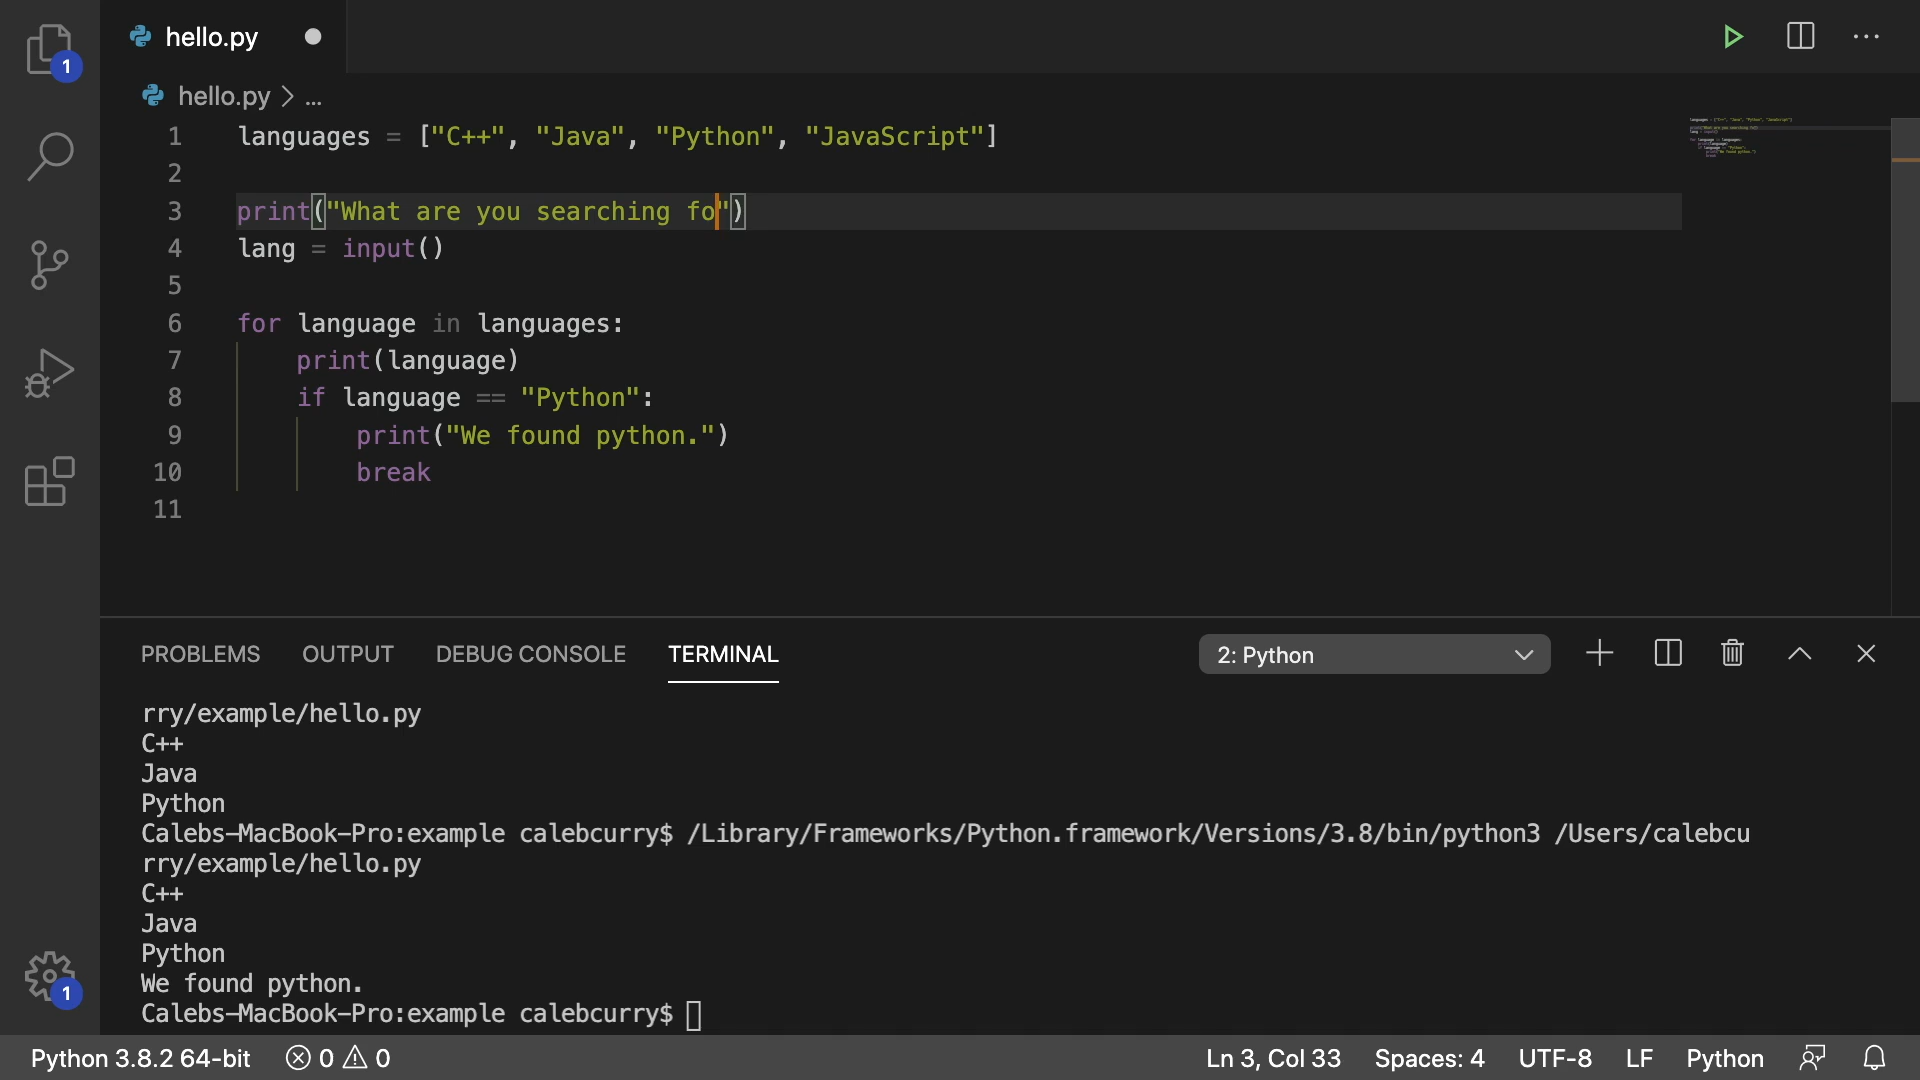 hello.py
1
hello.py > ...
1 languages = ["C++", "Java", "Python", "JavaScript"]
2
3 print("What are you searching fo")
4 lang = input()
5
6 for language in languages:
7 print(language)
8 if language == "Python":
9 print("We found python.")
10 break
11
PROBLEMS OUTPUT DEBUG CONSOLE TERMINAL 2: Python
rry/example/hello.py
C++
Java
Python
Calebs-MacBook-Pro:example calebcurry$ /Library/Frameworks/Python.framework/Versions/3.8/bin/python3 /Users/calebcu
rry/example/hello.py
C++
Java
Python
We found python.
1
Calebs-MacBook-Pro:example calebcurry$
Python 3.8.2 64-bit 0 0 Ln 3, Col 33 Spaces: 4 UTF-8 LF Python